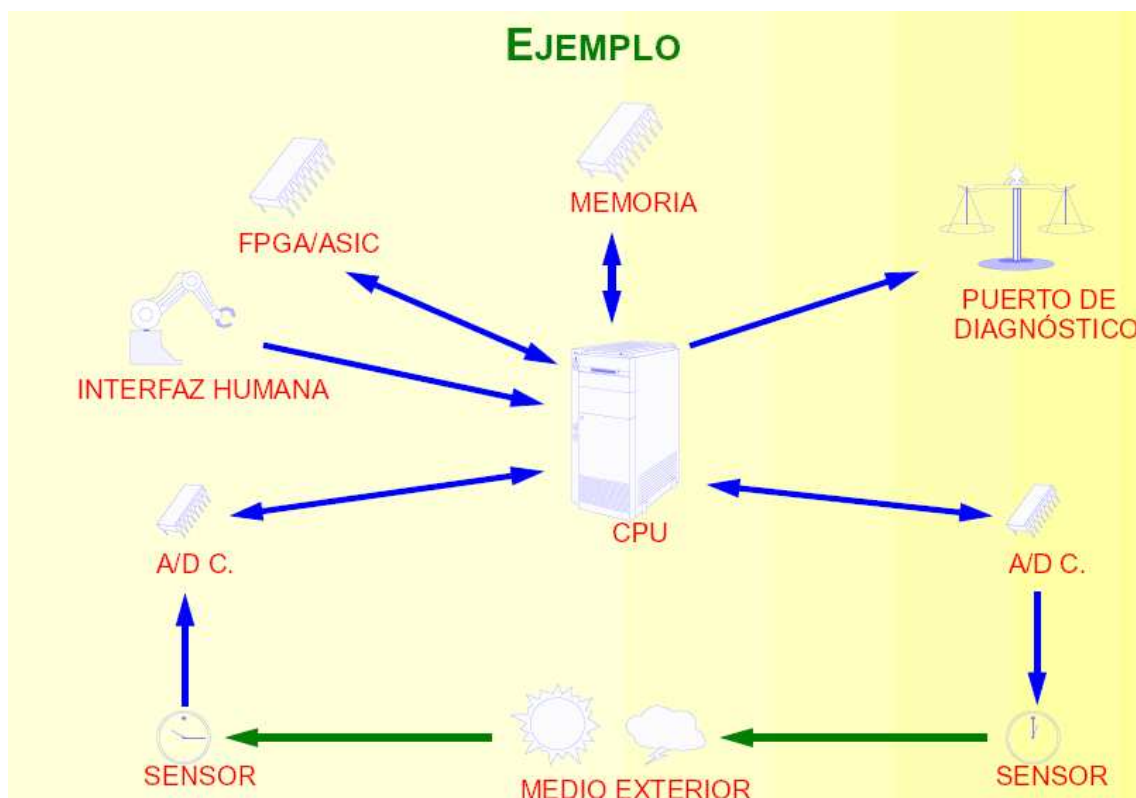 EJEMPLO
MEMORIA
FPGA/ASIC
PUERTO DE
DIAGNÓSTICO
INTERFAZ HUMANA
CPU
A/D C.
A/D C.
SENSOR
MEDIO EXTERIOR
SENSOR